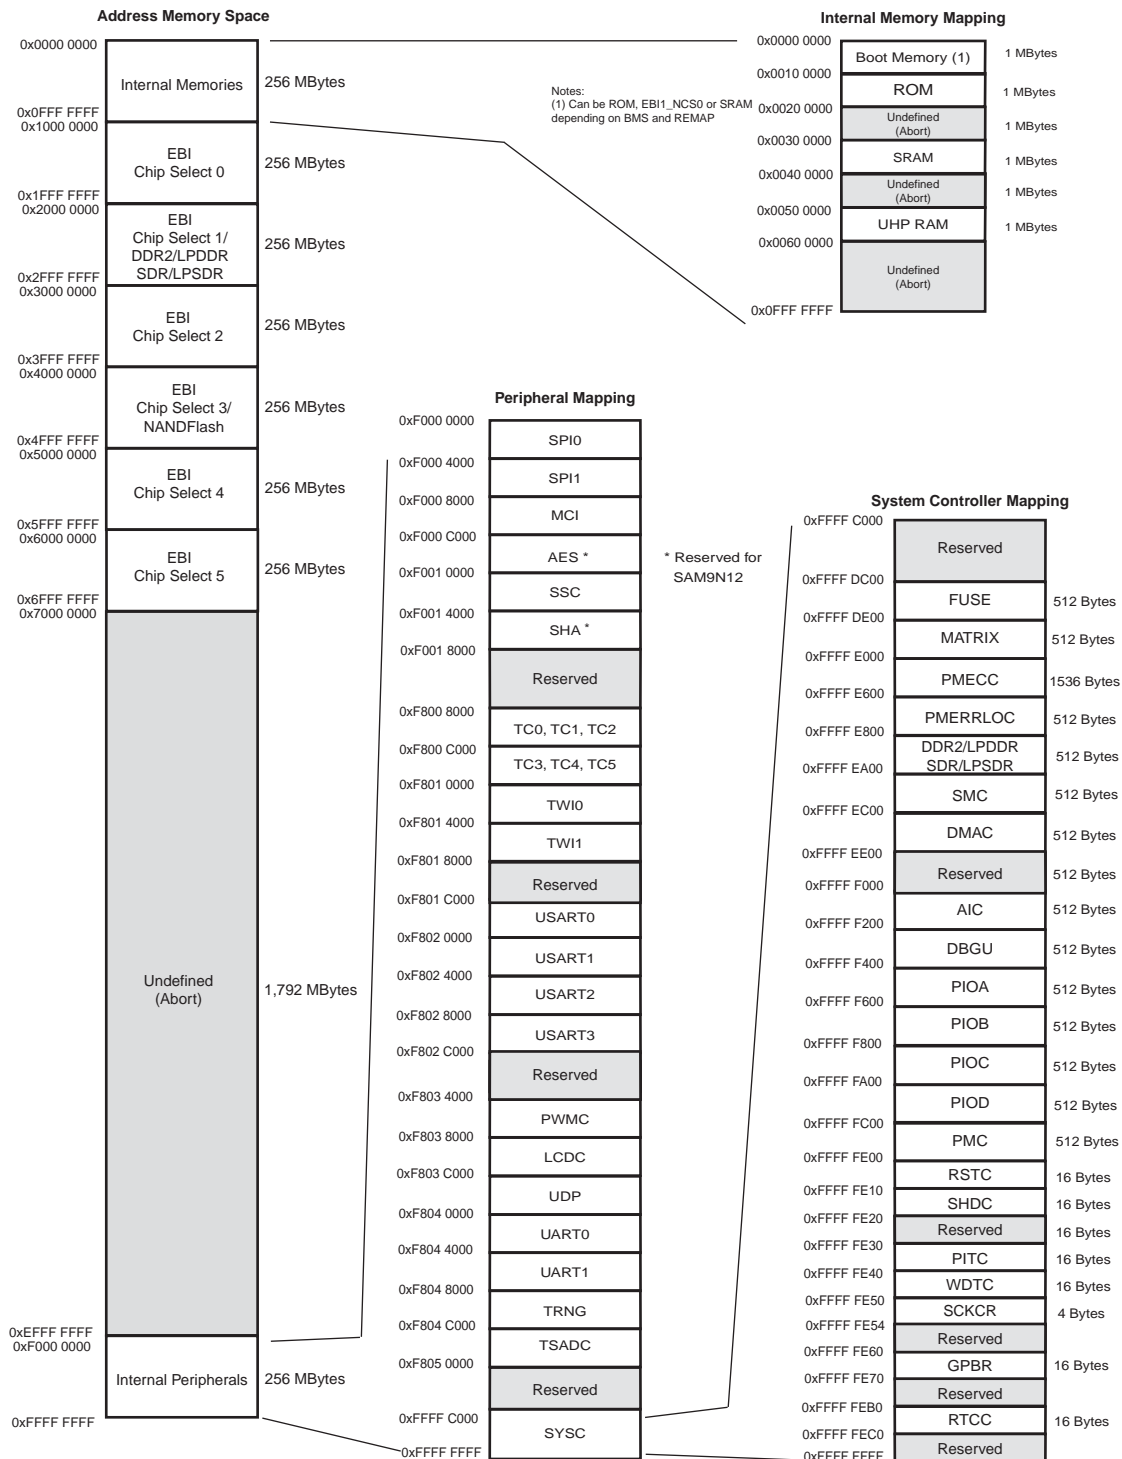 Address Memory Space
0x0000 0000
Internal Memories
256 MBytes
0x0FFF FFFF
0x1000 0000
EBI
Chip Select 0
256 MBytes
0x1FFF FFFF
0x2000 0000
EBI
Chip Select 1/
DDR2/LPDDR
SDR/LPSDR
256 MBytes
0x2FFF FFFF
0x3000 0000
EBI
Chip Select 2
256 MBytes
0x3FFF FFFF
0x4000 0000
EBI
Chip Select 3/
NANDFlash
256 MBytes
0x4FFF FFFF
0x5000 0000
EBI
Chip Select 4
256 MBytes
0x5FFF FFFF
0x6000 0000
EBI
Chip Select 5
256 MBytes
0x6FFF FFFF
0x7000 0000
Undefined
(Abort)
1,792 MBytes
0xEFFF FFFF
0xF000 0000
Internal Peripherals
256 MBytes
0xFFFF FFFF
Internal Memory Mapping
Notes:
(1) Can be ROM, EBI1_NCS0 or SRAM
depending on BMS and REMAP
0x0000 0000
Boot Memory (1)
1 MBytes
0x0010 0000
ROM
1 MBytes
0x0020 0000
Undefined
(Abort)
1 MBytes
0x0030 0000
SRAM
1 MBytes
0x0040 0000
Undefined
(Abort)
1 MBytes
0x0050 0000
UHP RAM
1 MBytes
0x0060 0000
Undefined
(Abort)
0x0FFF FFFF
Peripheral Mapping
0xF000 0000
SPI0
0xF000 4000
SPI1
0xF000 8000
MCI
0xF000 C000
AES *
* Reserved for
SAM9N12
0xF001 0000
SSC
0xF001 4000
SHA *
0xF001 8000
Reserved
0xF800 8000
TC0, TC1, TC2
0xF800 C000
TC3, TC4, TC5
0xF801 0000
TWI0
0xF801 4000
TWI1
0xF801 8000
Reserved
0xF801 C000
USART0
0xF802 0000
USART1
0xF802 4000
USART2
0xF802 8000
USART3
0xF802 C000
Reserved
0xF803 4000
PWMC
0xF803 8000
LCDC
0xF803 C000
UDP
0xF804 0000
UART0
0xF804 4000
UART1
0xF804 8000
TRNG
0xF804 C000
TSADC
0xF805 0000
Reserved
0xFFFF C000
SYSC
0xFFFF FFFF
System Controller Mapping
0xFFFF C000
Reserved
0xFFFF DC00
FUSE
512 Bytes
0xFFFF DE00
MATRIX
512 Bytes
0xFFFF E000
PMECC
1536 Bytes
0xFFFF E600
PMERRLOC
512 Bytes
0xFFFF E800
DDR2/LPDDR
SDR/LPSDR
512 Bytes
0xFFFF EA00
SMC
512 Bytes
0xFFFF EC00
DMAC
512 Bytes
0xFFFF EE00
Reserved
512 Bytes
0xFFFF F000
AIC
512 Bytes
0xFFFF F200
DBGU
512 Bytes
0xFFFF F400
PIOA
512 Bytes
0xFFFF F600
PIOB
512 Bytes
0xFFFF F800
PIOC
512 Bytes
0xFFFF FA00
PIOD
512 Bytes
0xFFFF FC00
PMC
512 Bytes
0xFFFF FE00
RSTC
16 Bytes
0xFFFF FE10
SHDC
16 Bytes
0xFFFF FE20
Reserved
16 Bytes
0xFFFF FE30
PITC
16 Bytes
0xFFFF FE40
WDTC
16 Bytes
0xFFFF FE50
SCKCR
4 Bytes
0xFFFF FE54
Reserved
0xFFFF FE60
GPBR
16 Bytes
0xFFFF FE70
Reserved
0xFFFF FEB0
RTCC
16 Bytes
0xFFFF FEC0
Reserved
0xFFFF FFFF